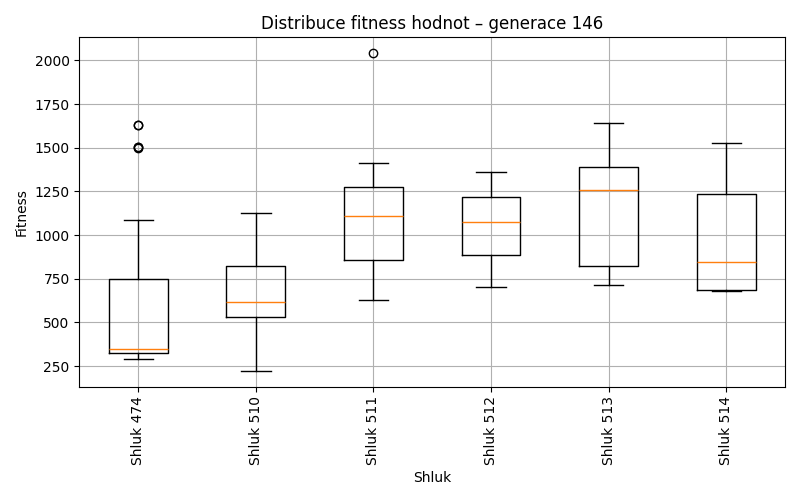 Distribuce fitness hodnot – generace 146
Fitness
2000
1750
1500
1250
1000
750
500
250
Shluk 474
Shluk 510
Shluk 511
Shluk 512
Shluk 513
Shluk 514
Shluk